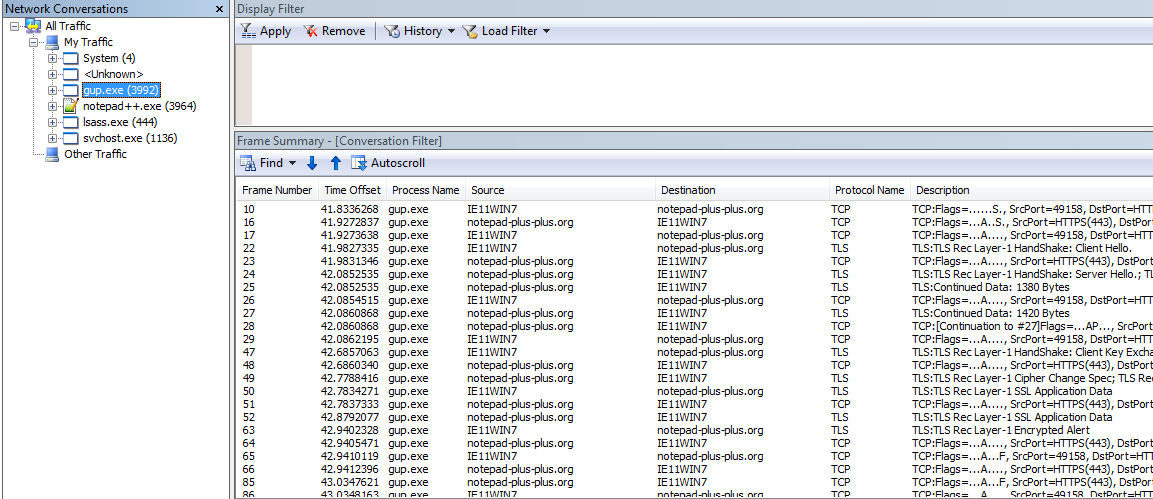 Network Conversations
All Traffic
My Traffic
System (4)
<Unknown>
gup.exe (3992)
notepad++.exe (3964)
lsass.exe (444)
svchost.exe (1136)
Other Traffic
Display Filter
Apply Remove History Load Filter
Frame Summary - [Conversation Filter]
Find Autoscroll
Frame Number Time Offset Process Name Source Destination Protocol Name Description
10 41.8336268 gup.exe IE11WIN7 notepad-plus-plus.org TCP TCP:Flags=......S., SrcPort=49158, DstPort=HTT
16 41.9272837 gup.exe notepad-plus-plus.org IE11WIN7 TCP TCP:Flags=...A..S., SrcPort=HTTPS(443), DstPort
17 41.9273638 gup.exe IE11WIN7 notepad-plus-plus.org TCP TCP:Flags=...A...., SrcPort=49158, DstPort=HTT
22 41.9827335 gup.exe IE11WIN7 notepad-plus-plus.org TLS TLS:TLS Rec Layer-1 HandShake: Client Hello.
23 41.9831346 gup.exe notepad-plus-plus.org IE11WIN7 TCP TCP:Flags=...A...., SrcPort=HTTPS(443), DstPort
24 42.0852535 gup.exe notepad-plus-plus.org IE11WIN7 TLS TLS:TLS Rec Layer-1 HandShake: Server Hello.; TL
25 42.0852535 gup.exe notepad-plus-plus.org IE11WIN7 TLS TLS:Continued Data: 1380 Bytes
26 42.0854515 gup.exe IE11WIN7 notepad-plus-plus.org TCP TCP:Flags=...A...., SrcPort=49158, DstPort=HTT
27 42.0860868 gup.exe notepad-plus-plus.org IE11WIN7 TLS TLS:Continued Data: 1420 Bytes
28 42.0860868 gup.exe notepad-plus-plus.org IE11WIN7 TCP TCP:[Continuation to #27]Flags=...AP..., SrcPort
29 42.0862195 gup.exe IE11WIN7 notepad-plus-plus.org TCP TCP:Flags=...A...., SrcPort=49158, DstPort=HTT
47 42.6857063 gup.exe IE11WIN7 notepad-plus-plus.org TLS TLS:TLS Rec Layer-1 HandShake: Client Key Excha
48 42.6860340 gup.exe notepad-plus-plus.org IE11WIN7 TCP TCP:Flags=...A...., SrcPort=HTTPS(443), DstPort
49 42.7788416 gup.exe notepad-plus-plus.org IE11WIN7 TLS TLS:TLS Rec Layer-1 Cipher Change Spec; TLS Rec
50 42.7834271 gup.exe IE11WIN7 notepad-plus-plus.org TLS TLS:TLS Rec Layer-1 SSL Application Data
51 42.7837333 gup.exe notepad-plus-plus.org IE11WIN7 TCP TCP:Flags=...A...., SrcPort=HTTPS(443), DstPort
52 42.8792077 gup.exe notepad-plus-plus.org IE11WIN7 TLS TLS:TLS Rec Layer-1 SSL Application Data
63 42.9402328 gup.exe IE11WIN7 notepad-plus-plus.org TLS TLS:TLS Rec Layer-1 Encrypted Alert
64 42.9405471 gup.exe notepad-plus-plus.org IE11WIN7 TCP TCP:Flags=...A...., SrcPort=HTTPS(443), DstPort
65 42.9410119 gup.exe IE11WIN7 notepad-plus-plus.org TCP TCP:Flags=...A...F, SrcPort=49158, DstPort=HTT
66 42.9412396 gup.exe notepad-plus-plus.org IE11WIN7 TCP TCP:Flags=...A...., SrcPort=HTTPS(443), DstPort
85 43.0347621 gup.exe notepad-plus-plus.org IE11WIN7 TCP TCP:Flags=...A...F, SrcPort=HTTPS(443), DstPort
86 43.0348163 gup.exe IE11WIN7 notepad-plus-plus.org TCP TCP:Flags=...A...., SrcPort=49158, DstPort=HTT